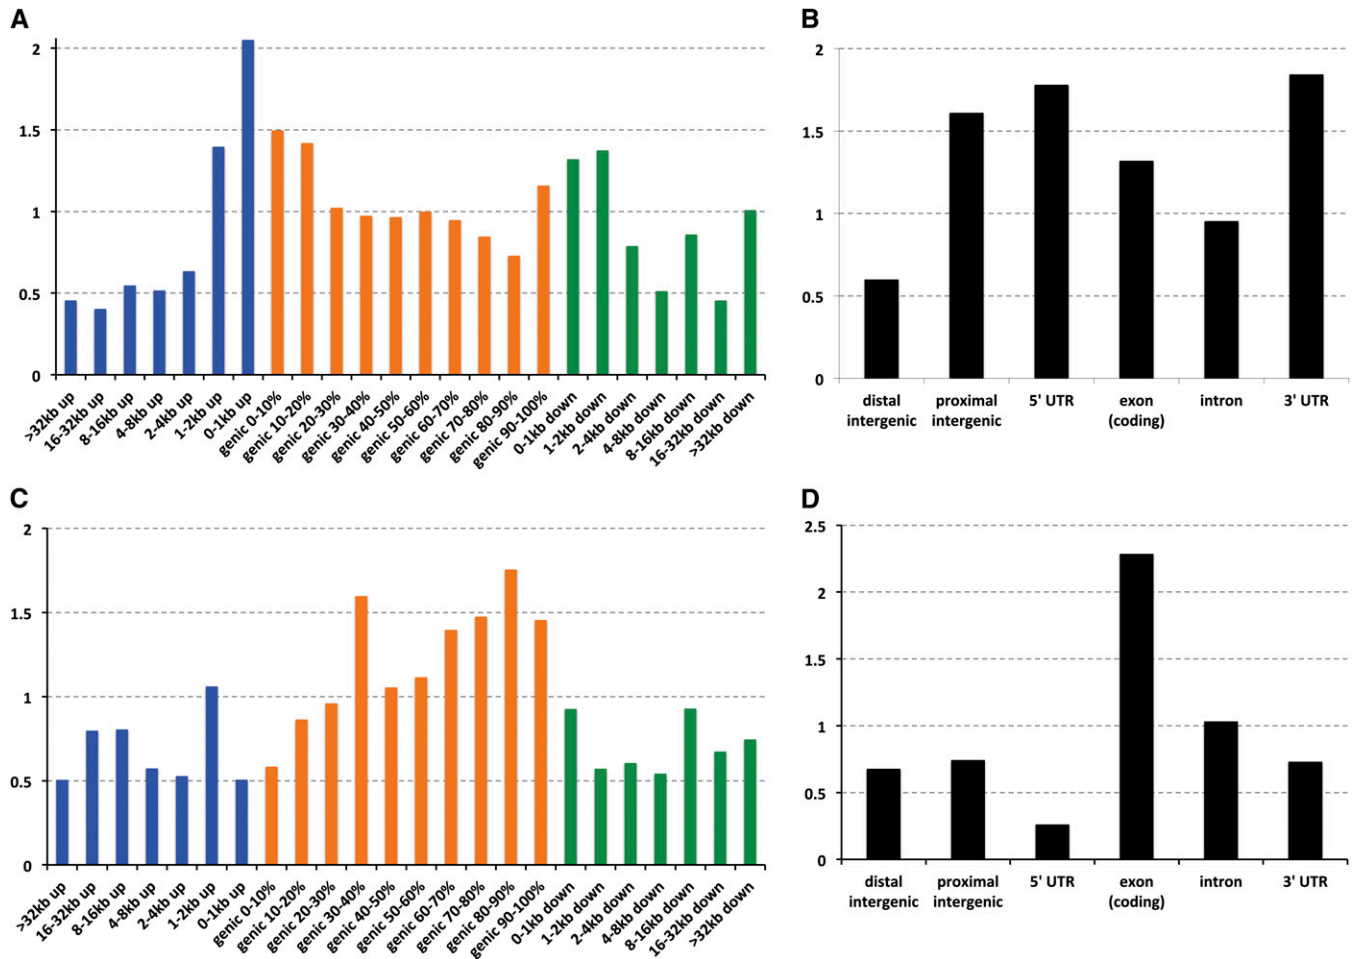 A
2
1.5
1
0.5
0
>32kb up
16-32kb up
8-16kb up
4-8kb up
2-4kb up
1-2kb up
0-1kb up
genic 0-10%
genic 10-20%
genic 20-30%
genic 30-40%
genic 40-50%
genic 50-60%
genic 60-70%
genic 70-80%
genic 80-90%
genic 90-100%
0-1kb down
1-2kb down
2-4kb down
4-8kb down
8-16kb down
16-32kb down
>32kb down
B
2
1.5
1
0.5
0
distal
intergenic
proximal
intergenic
5' UTR
exon
(coding)
intron
3' UTR
C
2
1.5
1
0.5
0
>32kb up
16-32kb up
8-16kb up
4-8kb up
2-4kb up
1-2kb up
0-1kb up
genic 0-10%
genic 10-20%
genic 20-30%
genic 30-40%
genic 40-50%
genic 50-60%
genic 60-70%
genic 70-80%
genic 80-90%
genic 90-100%
0-1kb down
1-2kb down
2-4kb down
4-8kb down
8-16kb down
16-32kb down
>32kb down
D
2.5
2
1.5
1
0.5
0
distal
intergenic
proximal
intergenic
5' UTR
exon
(coding)
intron
3' UTR